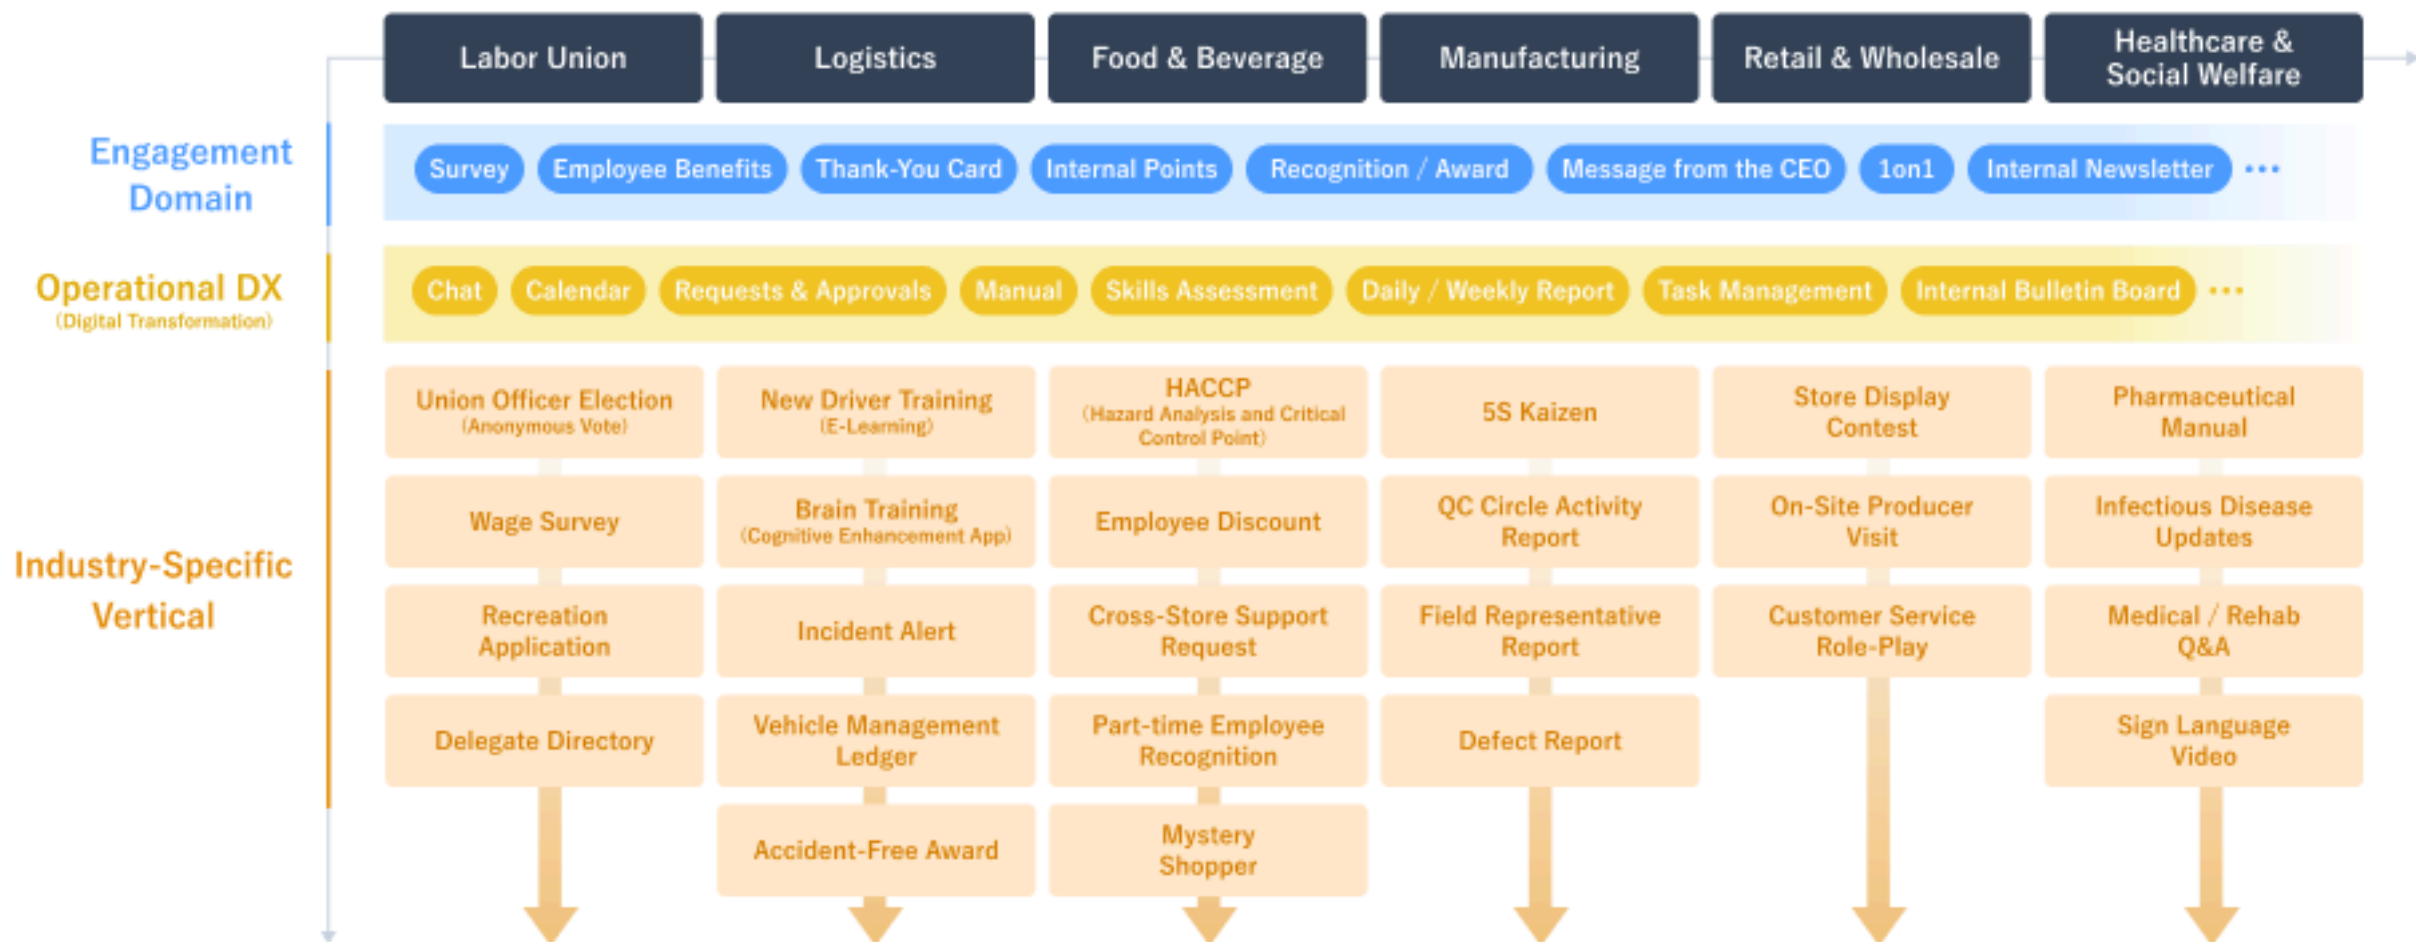 Labor Union
Logistics
Food & Beverage
Manufacturing
Retail & Wholesale
Healthcare &
Social Welfare
Engagement
Domain
Survey
Employee Benefits
Thank-You Card
Internal Points
Recognition / Award
Message from the CEO
1on1
Internal Newsletter
•••
Operational DX
(Digital Transformation)
Chat
Calendar
Requests & Approvals
Manual
Skills Assessment
Daily / Weekly Report
Task Management
Internal Bulletin Board
•••
Industry-Specific
Vertical
Union Officer Election
(Anonymous Vote)
Wage Survey
Recreation
Application
Delegate Directory
New Driver Training
(E-Learning)
Brain Training
(Cognitive Enhancement App)
Incident Alert
Vehicle Management
Ledger
Accident-Free Award
HACCP
(Hazard Analysis and Critical
Control Point)
Employee Discount
Cross-Store Support
Request
Part-time Employee
Recognition
Mystery
Shopper
5S Kaizen
QC Circle Activity
Report
Field Representative
Report
Defect Report
Store Display
Contest
On-Site Producer
Visit
Customer Service
Role-Play
Pharmaceutical
Manual
Infectious Disease
Updates
Medical / Rehab
Q&A
Sign Language
Video